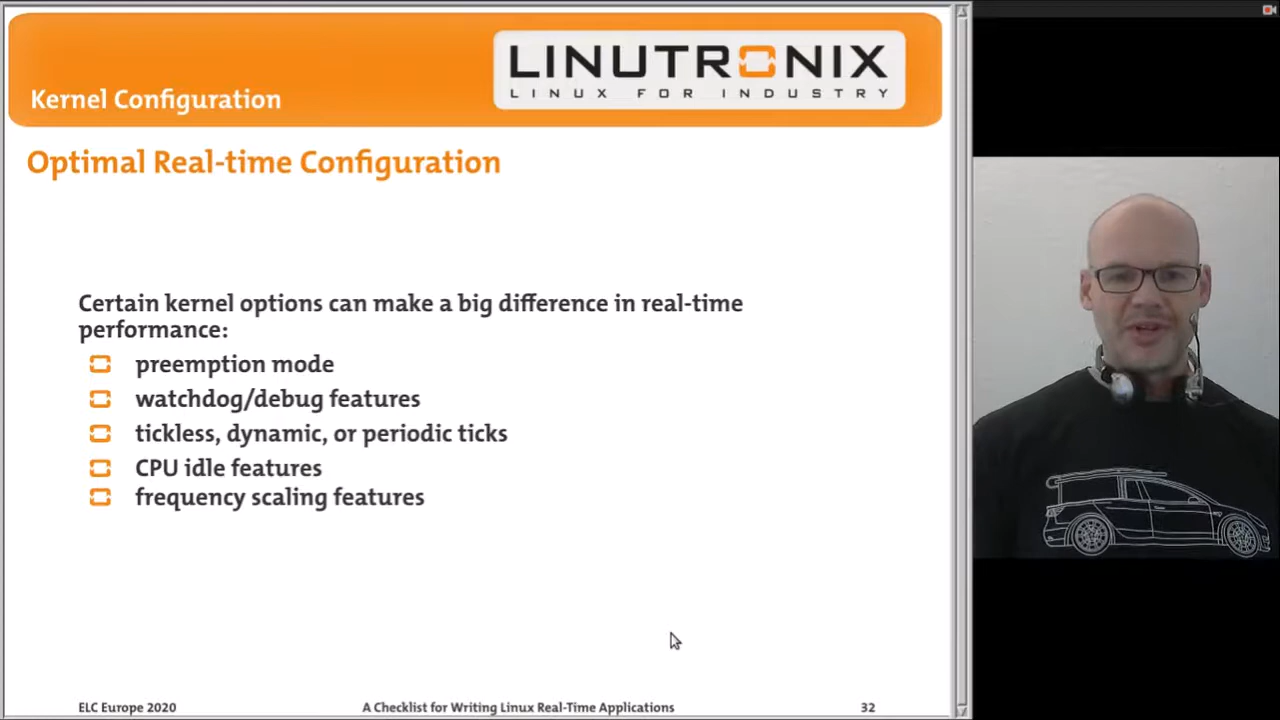 LINUTRONIX
LINUX FOR INDUSTRY
Kernel Configuration
Optimal Real-time Configuration
Certain kernel options can make a big difference in real-time
performance:
preemption mode
watchdog/debug features
tickless, dynamic, or periodic ticks
CPU idle features
frequency scaling features
ELC Europe 2020
A Checklist for Writing Linux Real-Time Applications
32